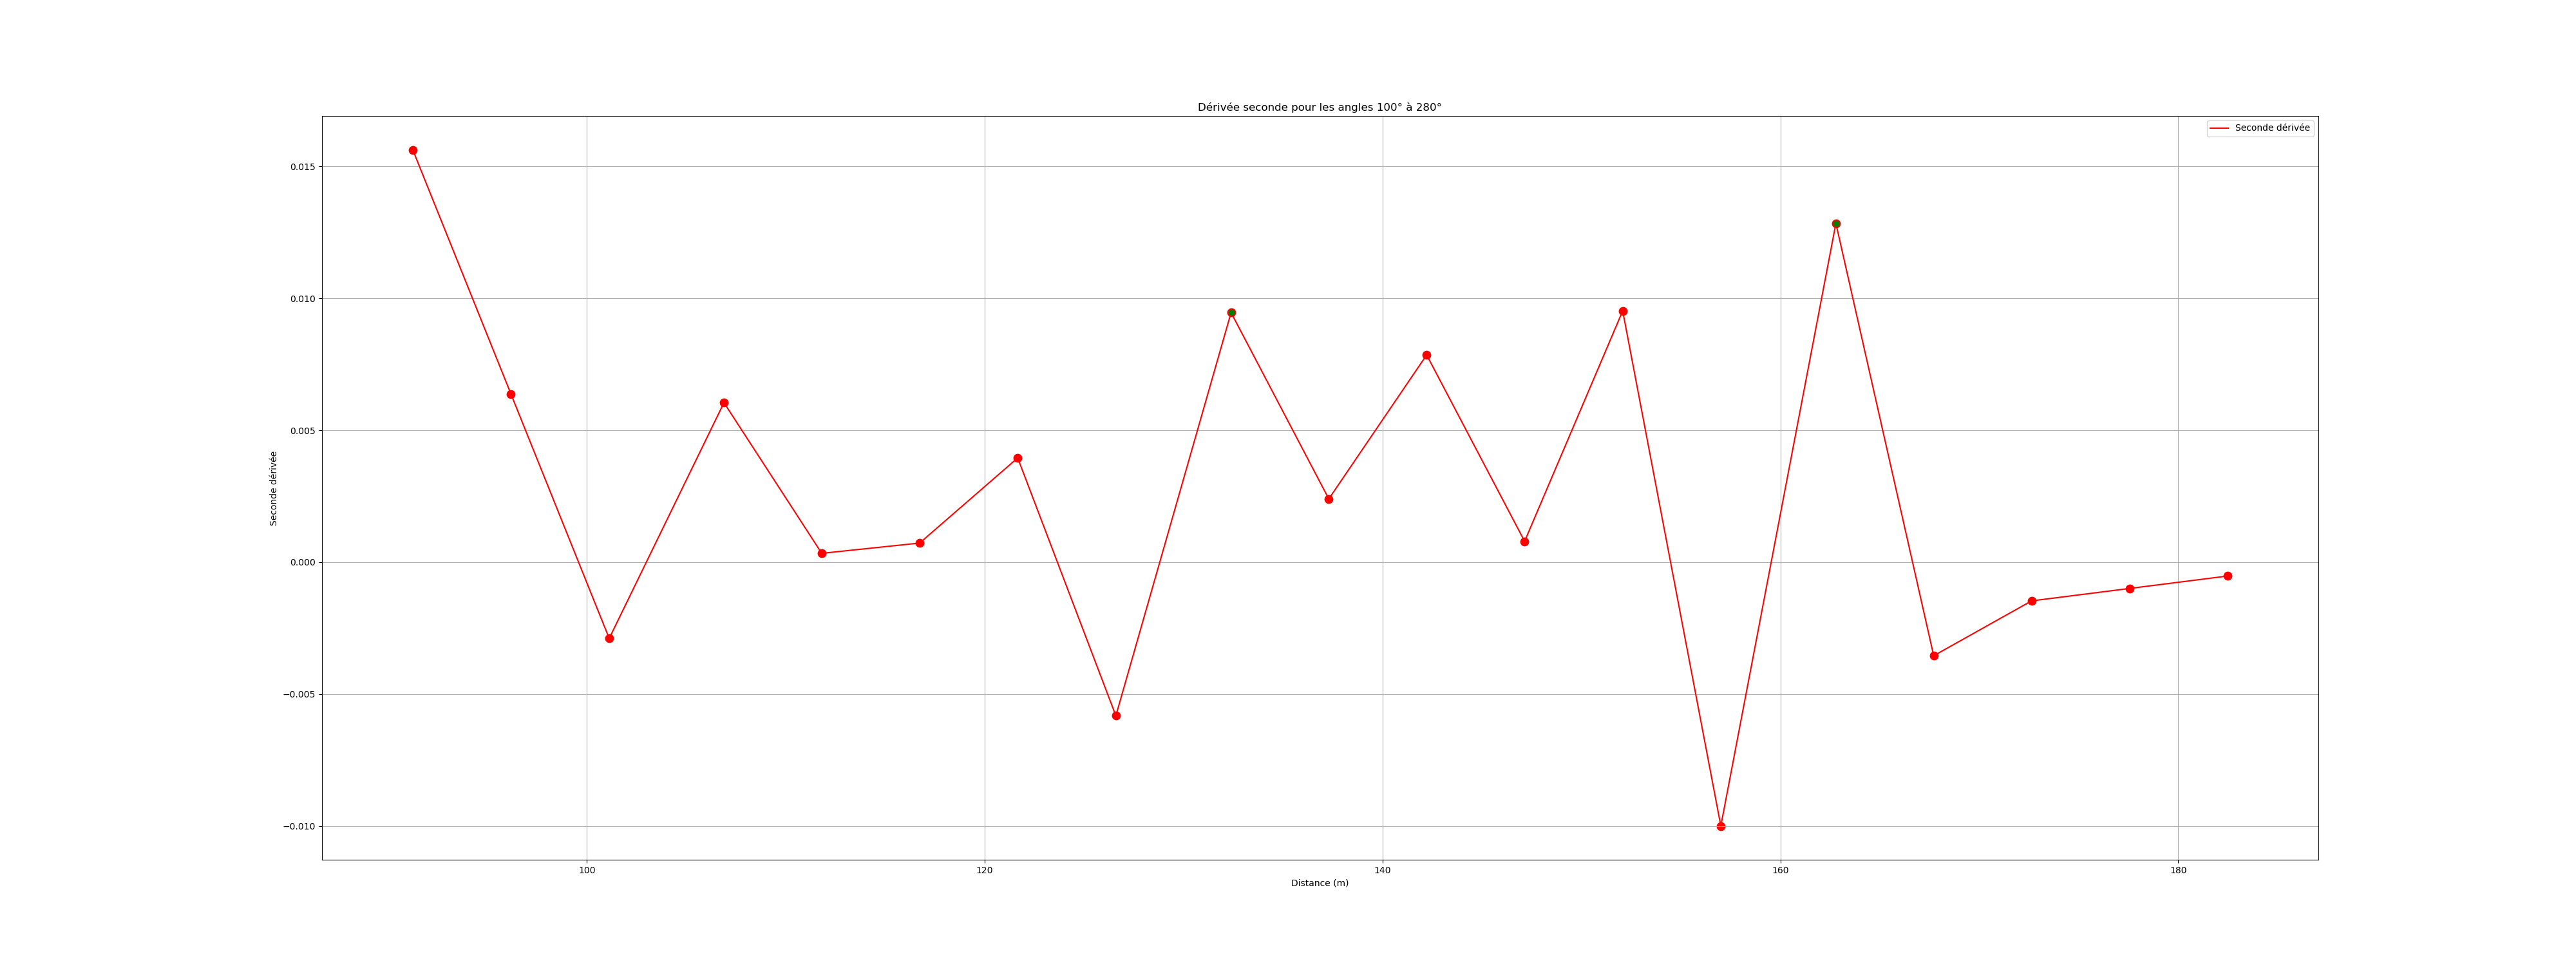 Dérivée seconde pour les angles 100° à 280°
Seconde dérivée
0.015
0.010
0.005
0.000
−0.005
−0.010
Seconde dérivée
100
120
140
160
180
Distance (m)